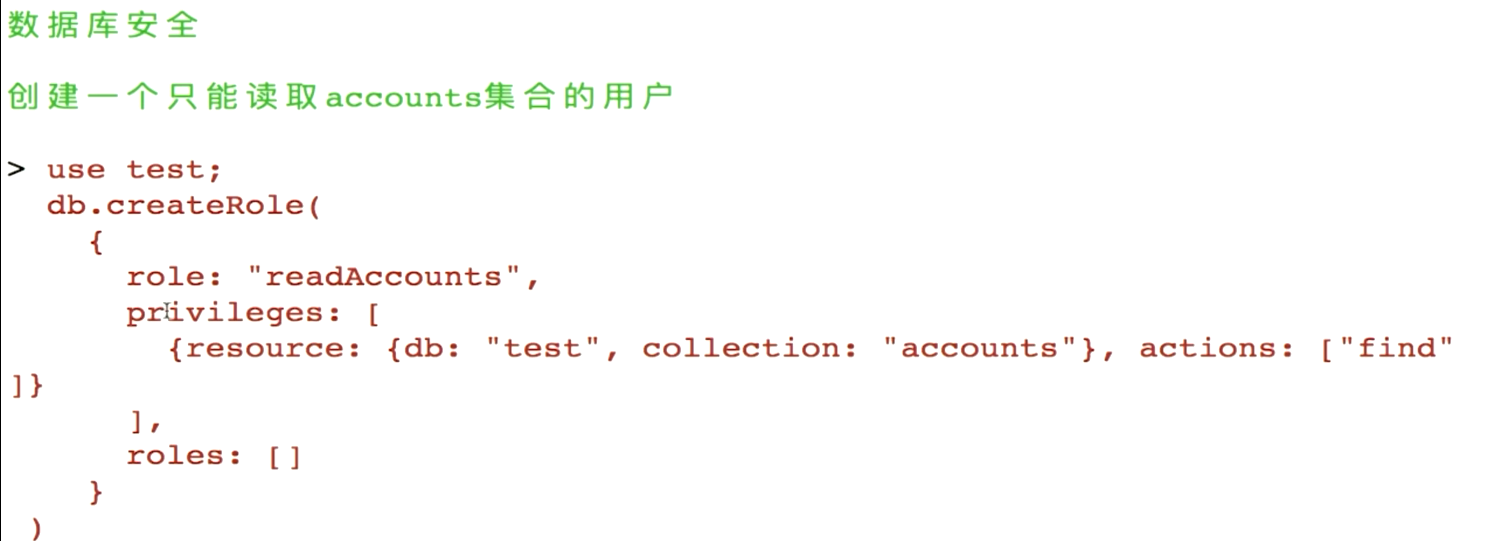 数据库安全
创建一个只能读取accounts集合的用户
> use test;
db.createRole(
{
role: "readAccounts",
privileges: [
{resource: {db: "test", collection: "accounts"}, actions: ["find"
]}
],
roles: []
}
)